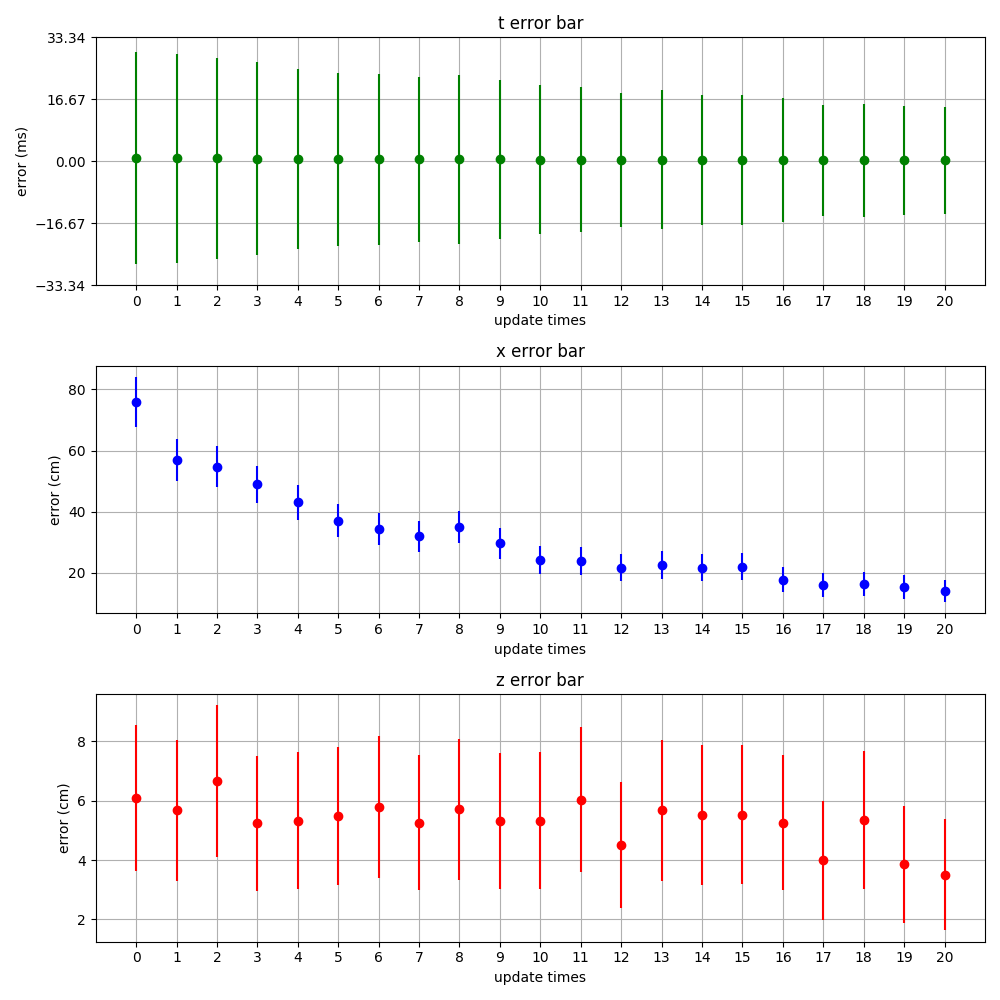 t error bar
33.34
16.67
0.00
−16.67
−33.34
error (ms)
0 1 2 3 4 5 6 7 8 9 10 11 12 13 14 15 16 17 18 19 20
update times
x error bar
80
60
40
20
error (cm)
0 1 2 3 4 5 6 7 8 9 10 11 12 13 14 15 16 17 18 19 20
update times
z error bar
8
6
4
2
error (cm)
0 1 2 3 4 5 6 7 8 9 10 11 12 13 14 15 16 17 18 19 20
update times